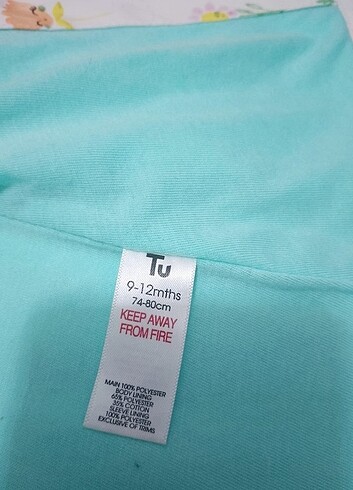 Tu
9-12mths
74-80cm
KEEP AWAY
FROM FIRE
MAIN 100% POLYESTER
BODY LINING
65% POLYESTER
35% COTTON
SLEEVE LINING
100% POLYESTER
EXCLUSIVE OF TRIMS